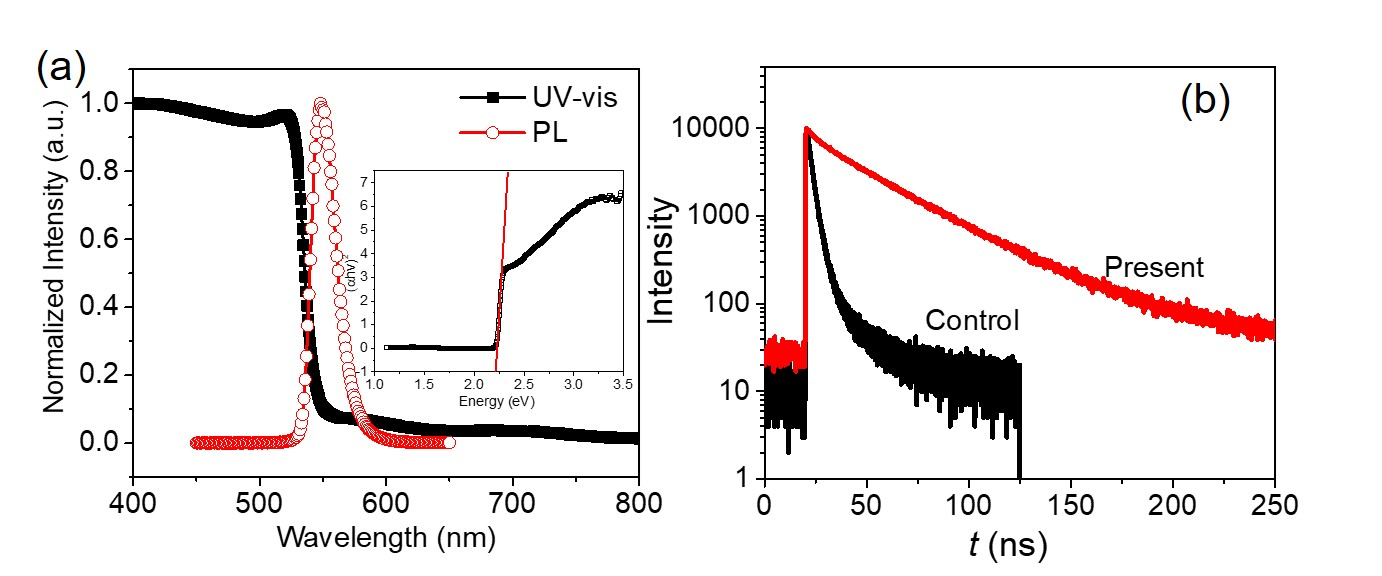 (a)
Normalized Intensity (a.u.)
1.0
0.8
0.6
0.4
0.2
0.0
UV-vis
PL
(αhν)²
7
6
5
4
3
2
1
0
-1
1.0 1.5 2.0 2.5 3.0 3.5
Energy (eV)
400 500 600 700 800
Wavelength (nm)
(b)
Intensity
10000
1000
100
10
1
Present
Control
0 50 100 150 200 250
t (ns)